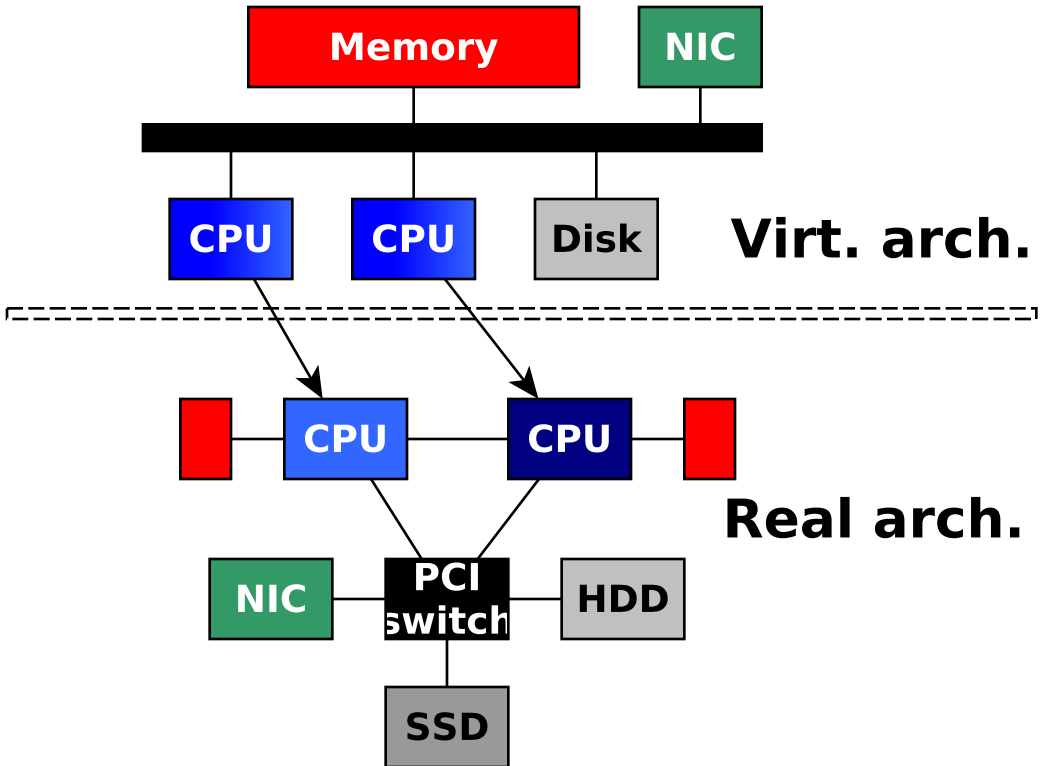 Memory
NIC
CPU
CPU
Disk
Virt. arch.
CPU
CPU
Real arch.
NIC
PCI
switch
HDD
SSD